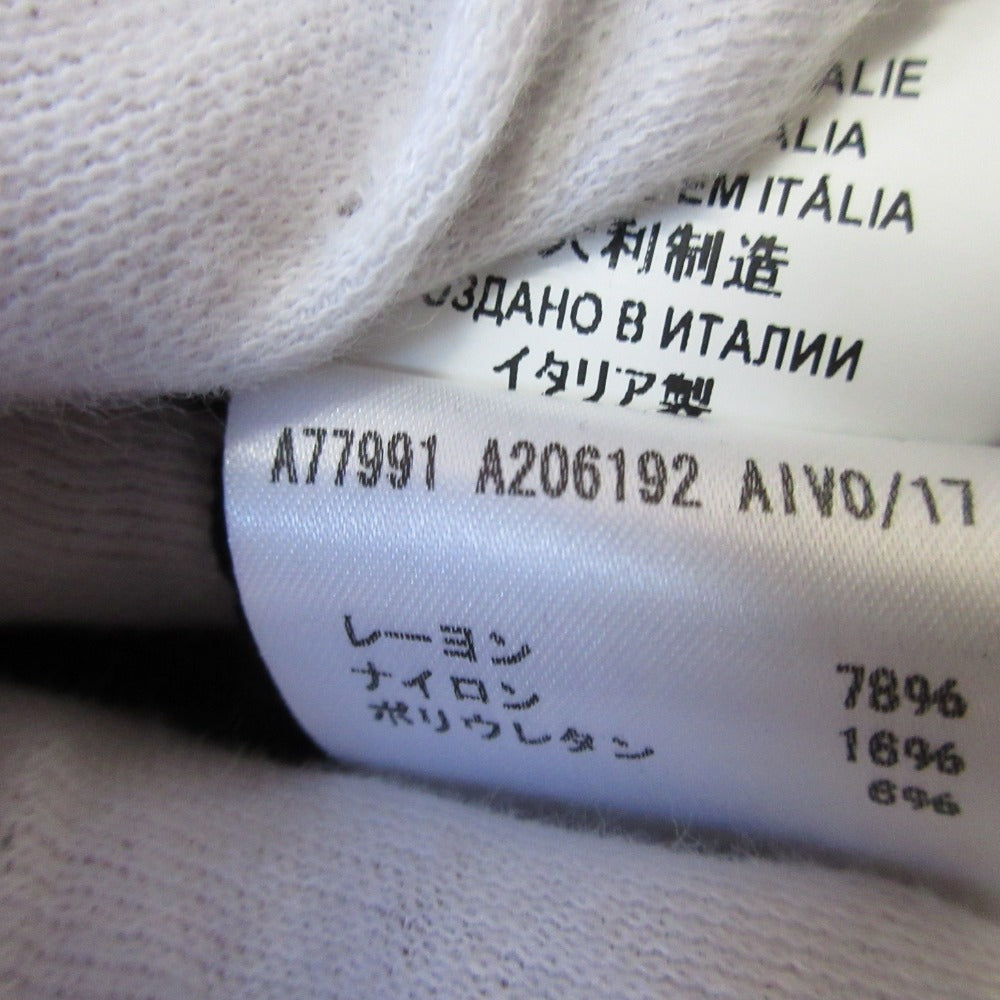 ALIE
ALIA
EM ITÁLIA
大利制造
ОЗДАНО В ИТАЛИИ
イタリア製
A77991 A206192 AIV0/17
レーヨン 78%
ナイロン 16%
ポリウレタン 6%